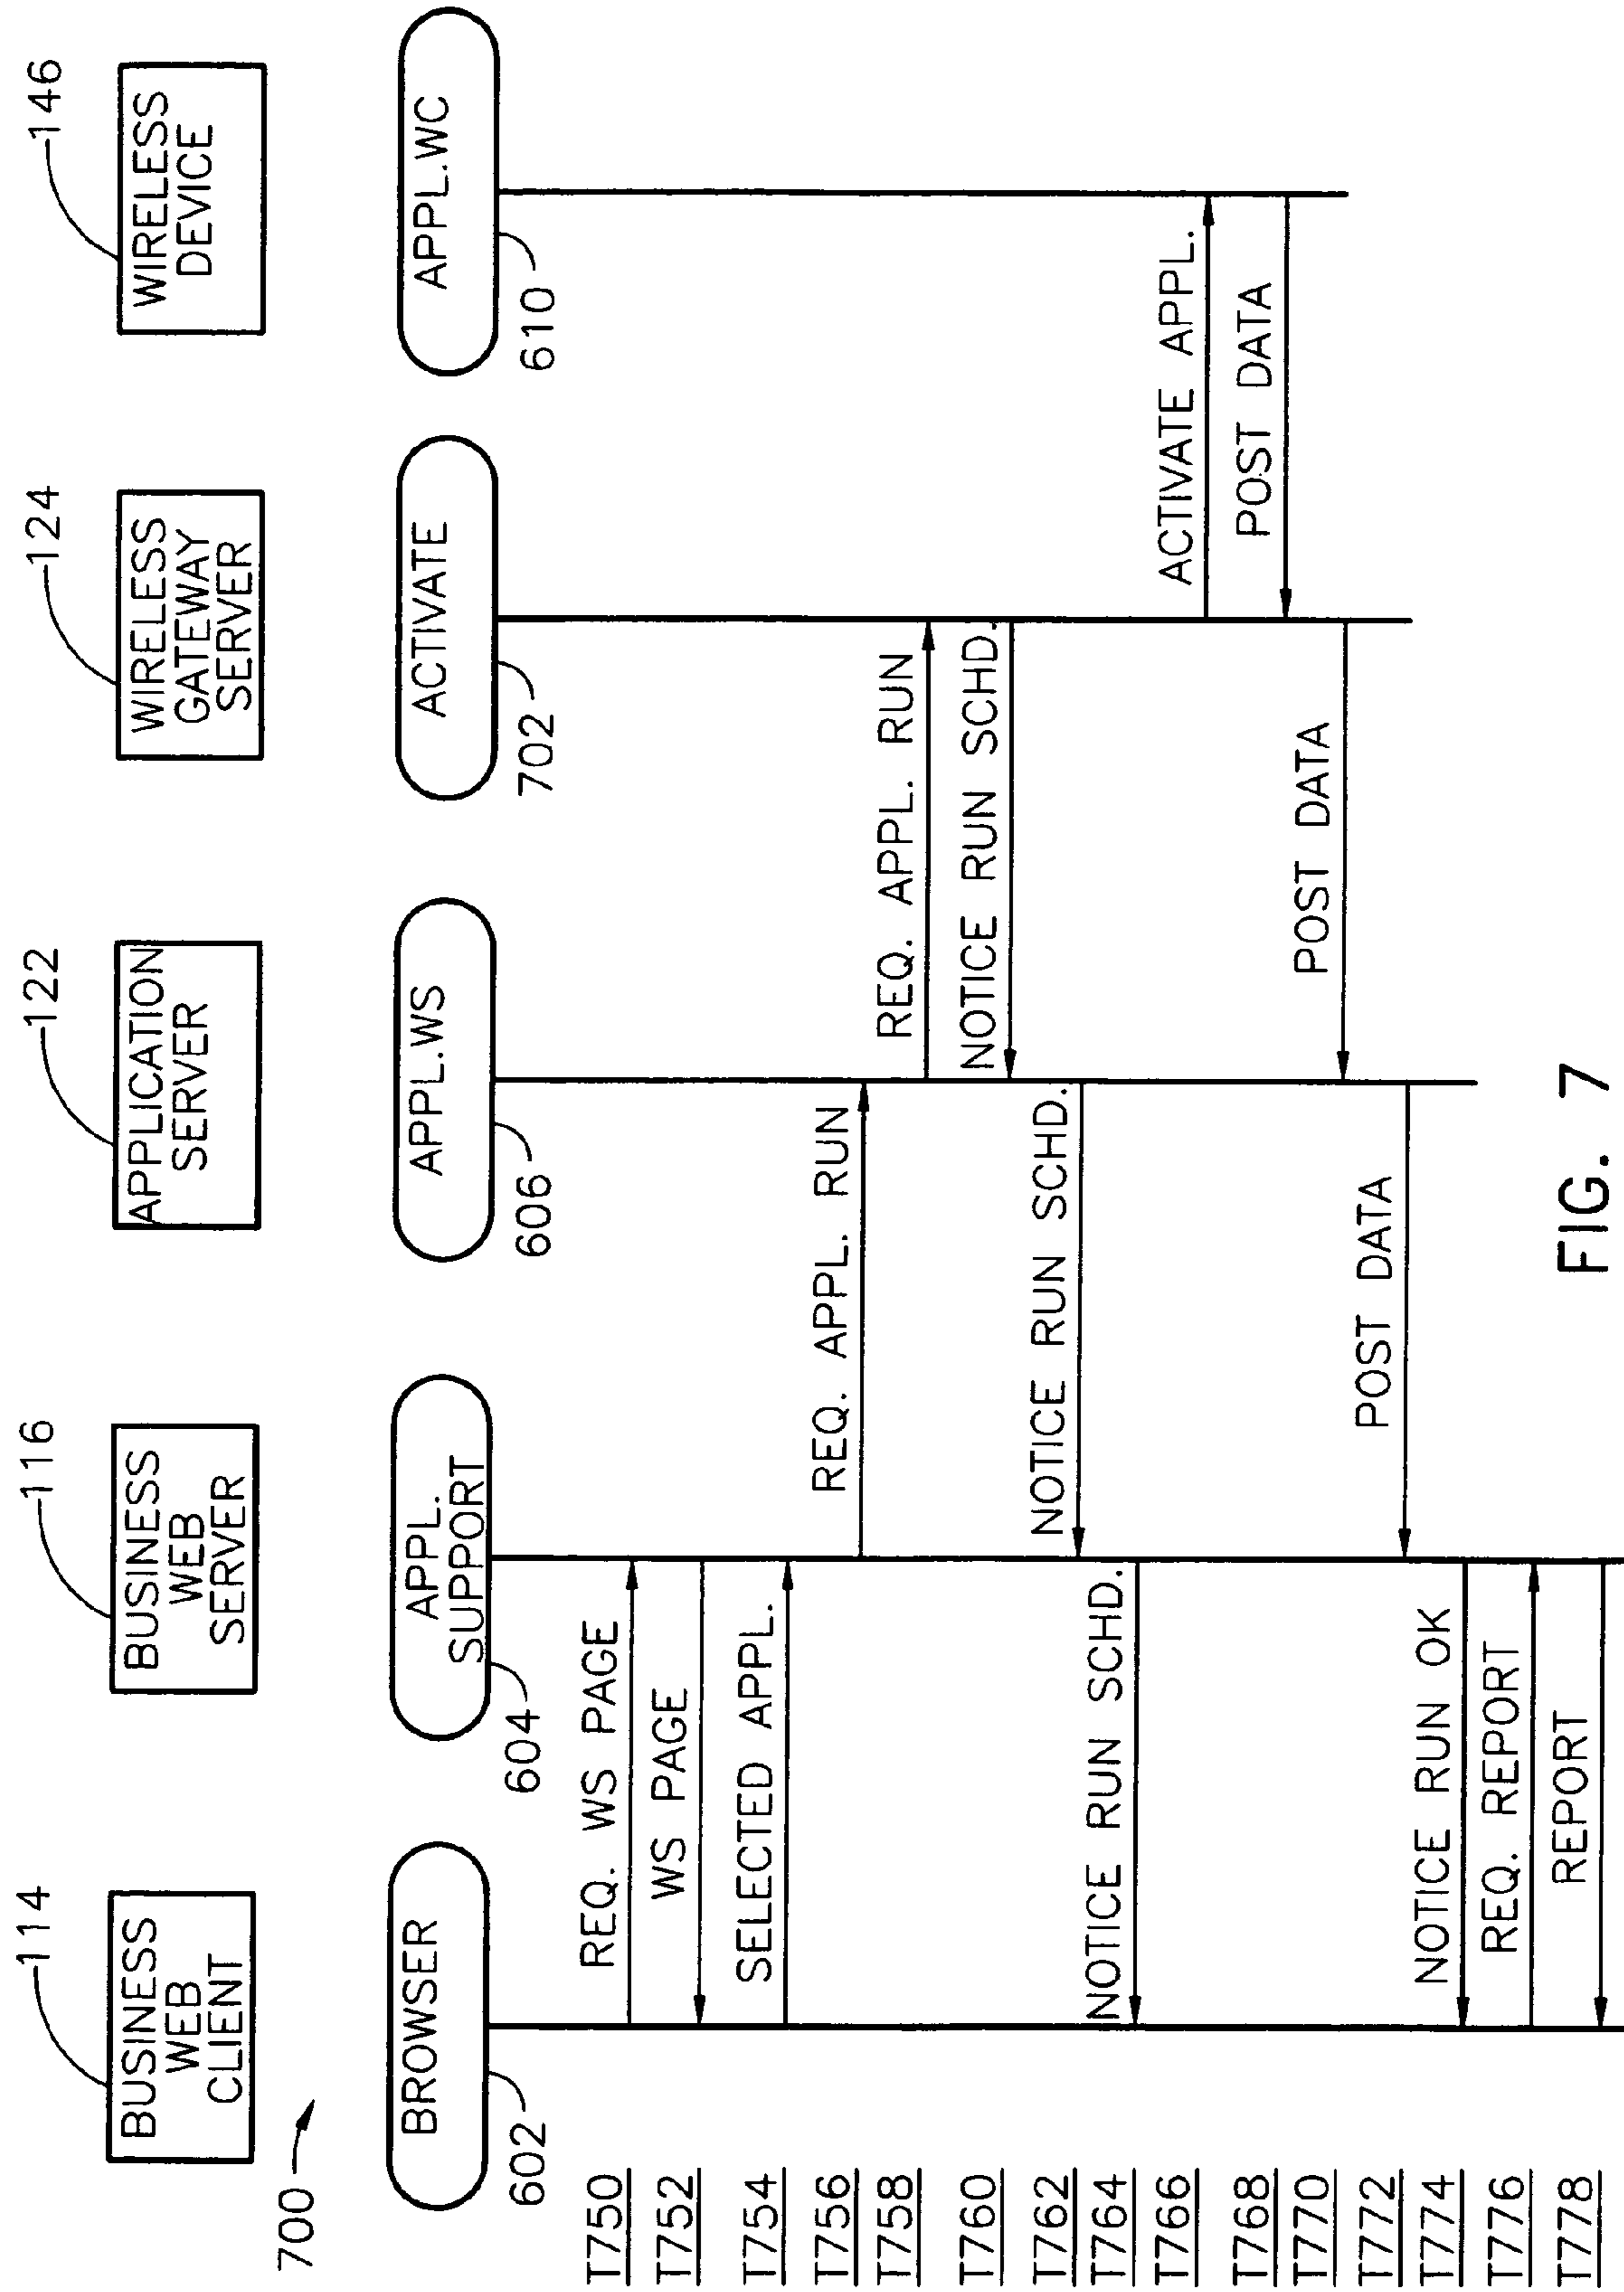 114
116
122
124
146
BUSINESS
WEB
CLIENT
BUSINESS
WEB
SERVER
APPLICATION
SERVER
WIRELESS
GATEWAY
SERVER
WIRELESS
DEVICE
700
BROWSER
APPL.
SUPPORT
APPL.WS
ACTIVATE
APPL.WC
602
604
606
702
610
T750
REQ. WS PAGE
T752
WS PAGE
T754
SELECTED APPL.
T756
REQ. APPL. RUN
T758
REQ. APPL. RUN
T760
NOTICE RUN SCHD.
T762
NOTICE RUN SCHD.
T764
NOTICE RUN SCHD.
T766
ACTIVATE APPL.
T768
POST DATA
T770
POST DATA
T772
POST DATA
T774
NOTICE RUN OK
T776
REQ. REPORT
T778
REPORT
FIG. 7